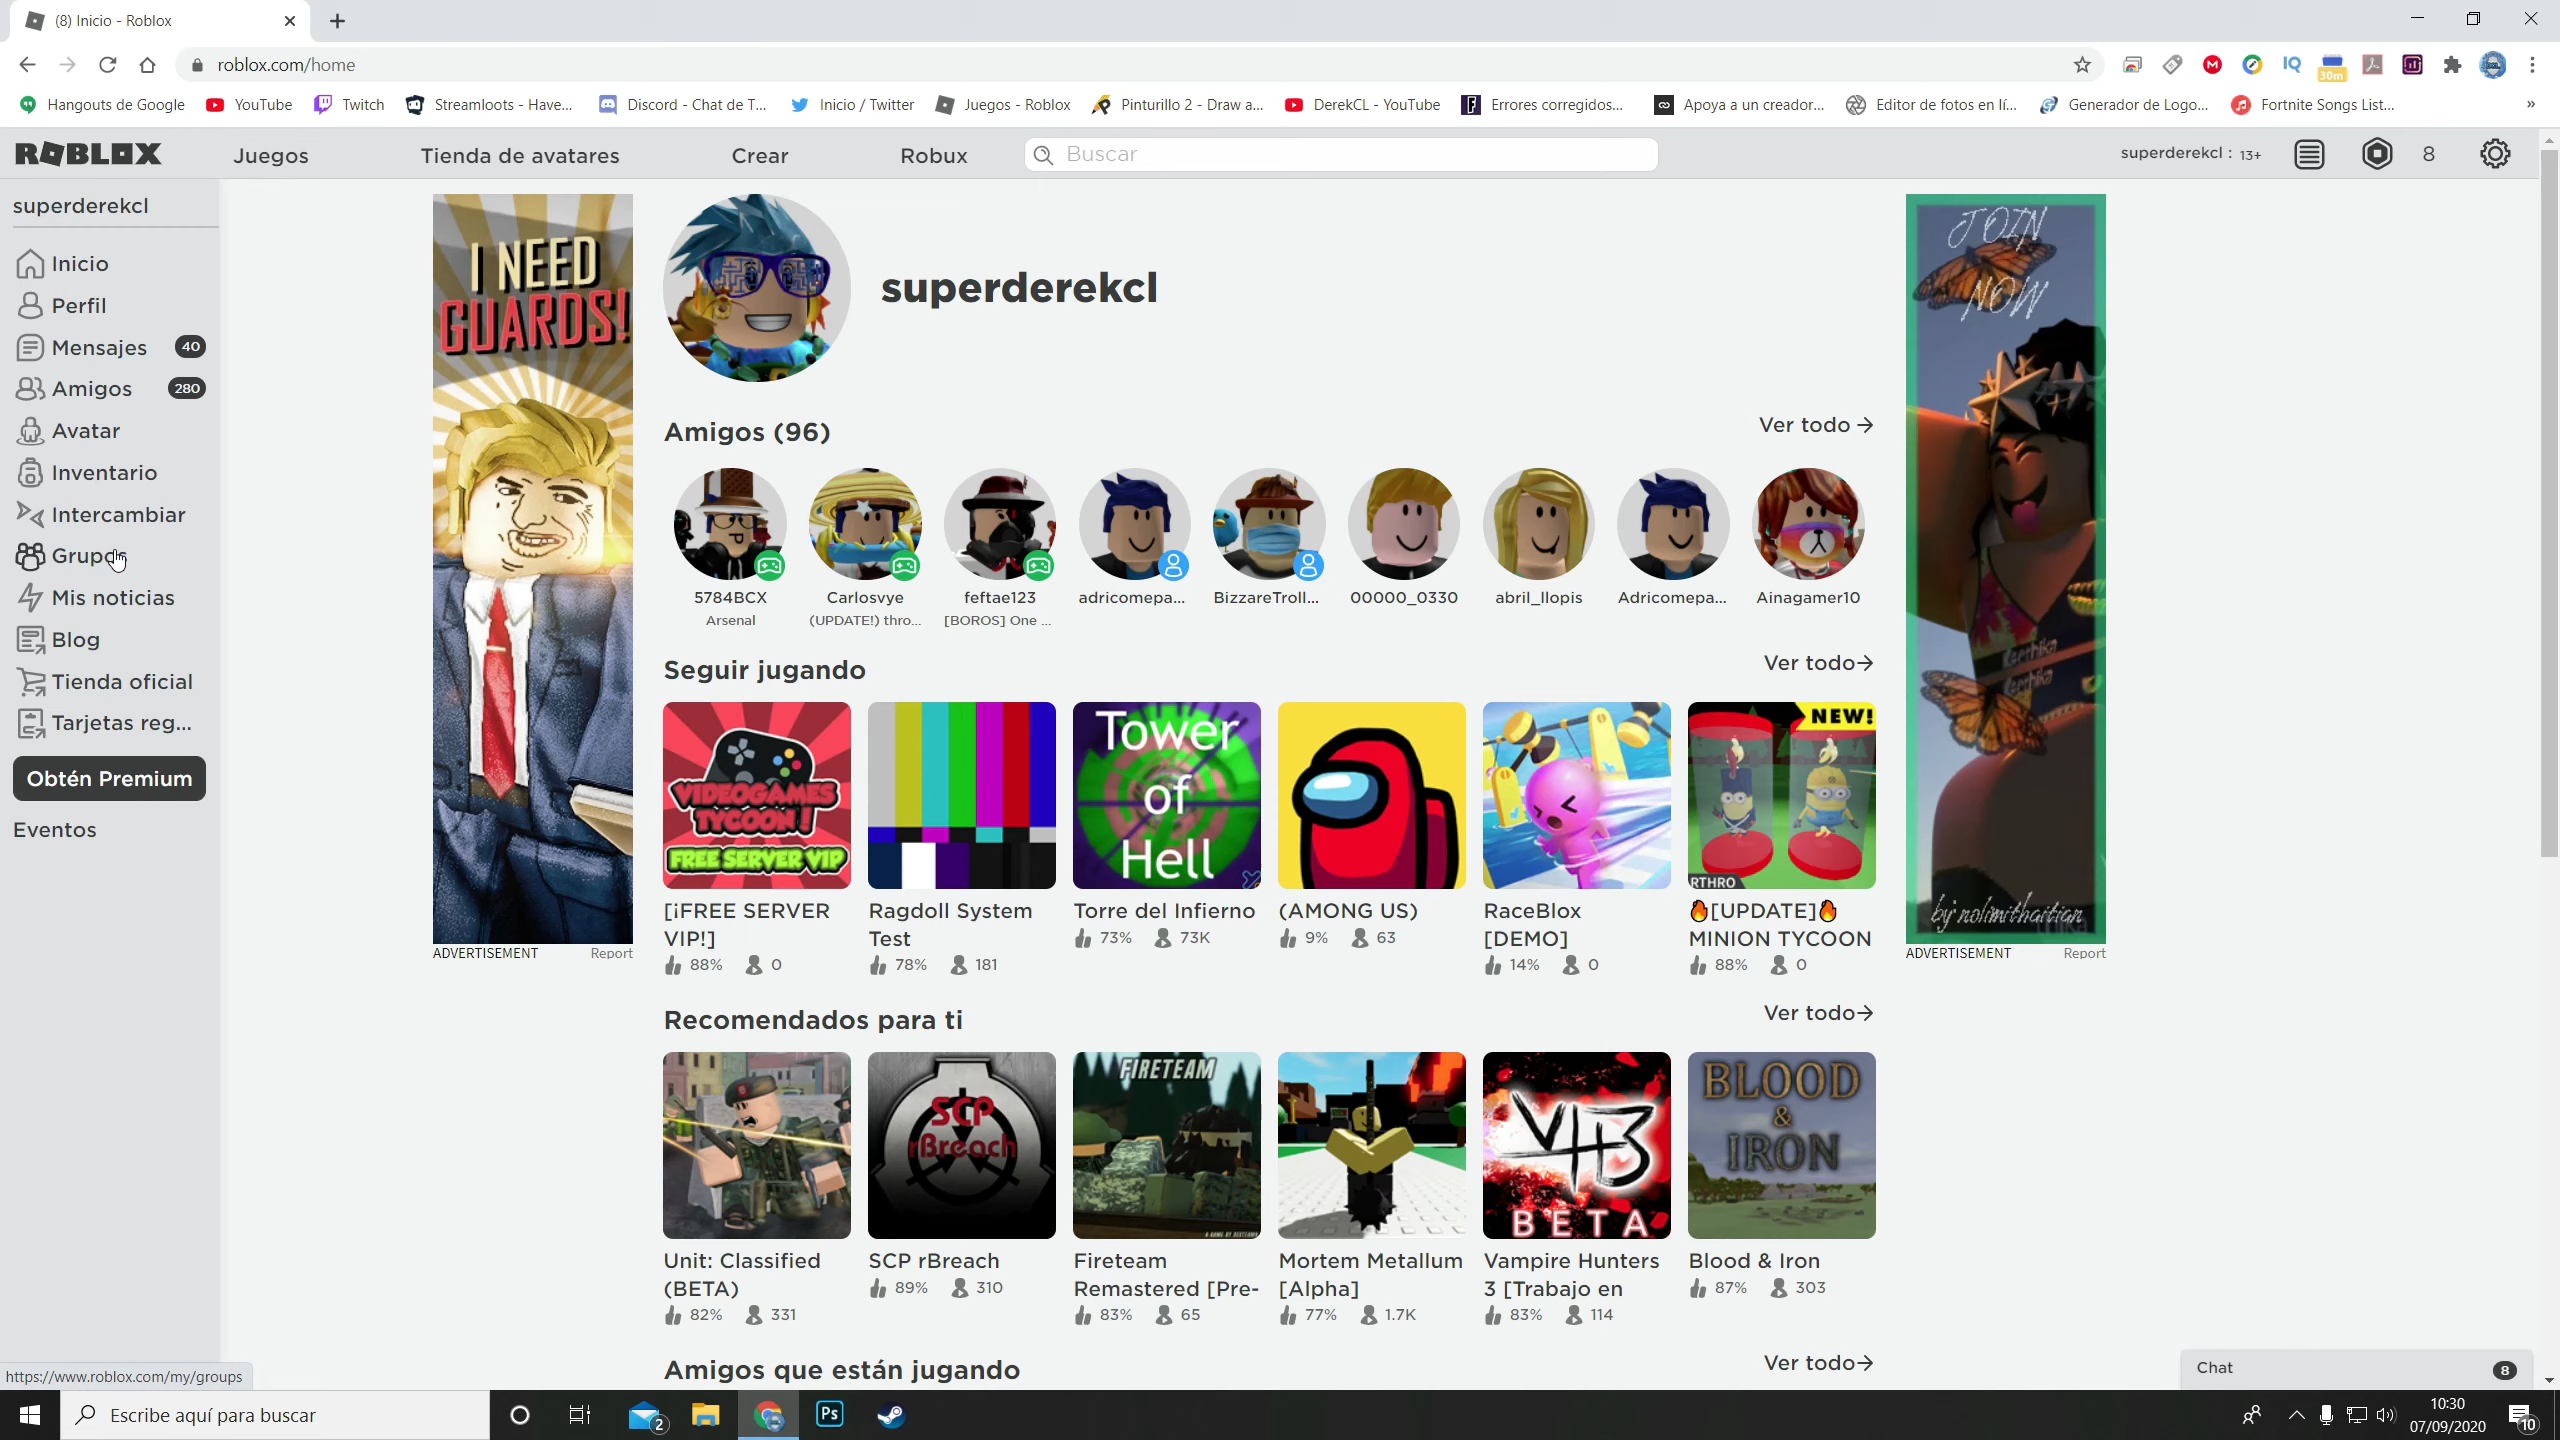 (8) Inicio - Roblox
roblox.com/home
30m
Hangouts de Google
YouTube
Twitch
Streamloots - Have...
Discord - Chat de T...
Inicio / Twitter
Juegos - Roblox
Pinturillo 2 - Draw a...
DerekCL - YouTube
Errores corregidos...
Apoya a un creador...
Editor de fotos en lí...
Generador de Logo...
Fortnite Songs List...
»
ROBLOX
Juegos
Tienda de avatares
Crear
Robux
Buscar
superderekcl : 13+
8
superderekcl
Inicio
Perfil
Mensajes 40
Amigos 280
Avatar
Inventario
Intercambiar
Grupos
Mis noticias
Blog
Tienda oficial
Tarjetas reg...
Obtén Premium
Eventos
I NEED
GUARDS!
ADVERTISEMENT Report
superderekcl
Amigos (96)
Ver todo →
5784BCX
Arsenal
Carlosvye
(UPDATE!) thro...
feftae123
[BOROS] One ...
adricomepa...
BizzareTroll...
00000_0330
abril_llopis
Adricomepa...
Ainagamer10
Seguir jugando
Ver todo→
VIDEOGAMES
TYCOON!
FREE SERVER VIP
Tower
of
Hell
NEW!
RTHRO
[¡FREE SERVER
VIP!]
88% 0
Ragdoll System
Test
78% 181
Torre del Infierno
73% 73K
(AMONG US)
9% 63
RaceBlox
[DEMO]
14% 0
🔥[UPDATE]🔥
MINION TYCOON
88% 0
Recomendados para ti
Ver todo→
SCP
rBreach
FIRETEAM
VH3
BETA
BLOOD
&
IRON
Unit: Classified
(BETA)
82% 331
SCP rBreach
89% 310
Fireteam
Remastered [Pre-
83% 65
Mortem Metallum
[Alpha]
77% 1.7K
Vampire Hunters
3 [Trabajo en
83% 114
Blood & Iron
87% 303
Amigos que están jugando
Ver todo→
JOIN
NOW
by nolimithaitian
ADVERTISEMENT Report
Chat 8
https://www.roblox.com/my/groups
Escribe aquí para buscar
2
Ps
10:30
07/09/2020
10